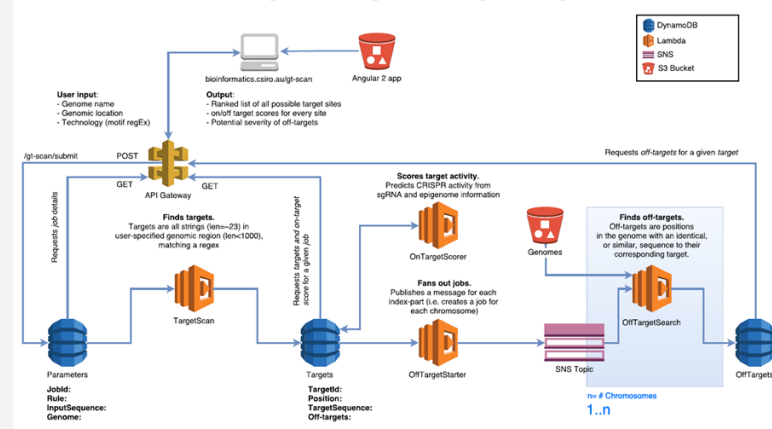 DynamoDB
Lambda
SNS
S3 Bucket
bioinformatics.csiro.au/gt-scan
Angular 2 app
User input:
- Genome name
- Genomic location
- Technology (motif regEx)
Output:
- Ranked list of all possible target sites
- on/off target scores for every site
- Potential severity of off-targets
/gt-scan/submit
POST
GET
GET
API Gateway
Requests off-targets for a given target
Requests job details
Finds targets.
Targets are all strings (len=~23) in
user-specified genomic region (len<1000),
matching a regex
TargetScan
Requests targets and on-target
score for a given job
Scores target activity.
Predicts CRISPR activity from
sgRNA and epigenome information
OnTargetScorer
Fans out jobs.
Publishes a message for each
index-part (i.e. creates a job for
each chromosome)
OffTargetStarter
Genomes
Finds off-targets.
Off-targets are positions
in the genome with an identical,
or similar, sequence to their
corresponding target.
OffTargetSearch
SNS Topic
OffTargets
Parameters
JobId:
Rule:
InputSequence:
Genome:
Targets
TargetId:
Position:
TargetSequence:
Off-targets:
n= # Chromosomes
1..n